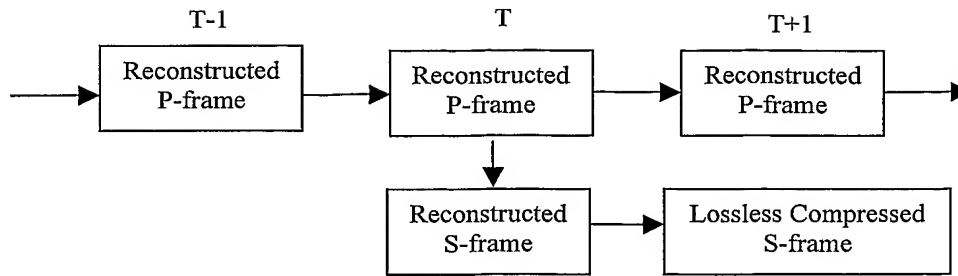 T-1
T
T+1
Reconstructed
P-frame
Reconstructed
P-frame
Reconstructed
P-frame
Reconstructed
S-frame
Lossless Compressed
S-frame